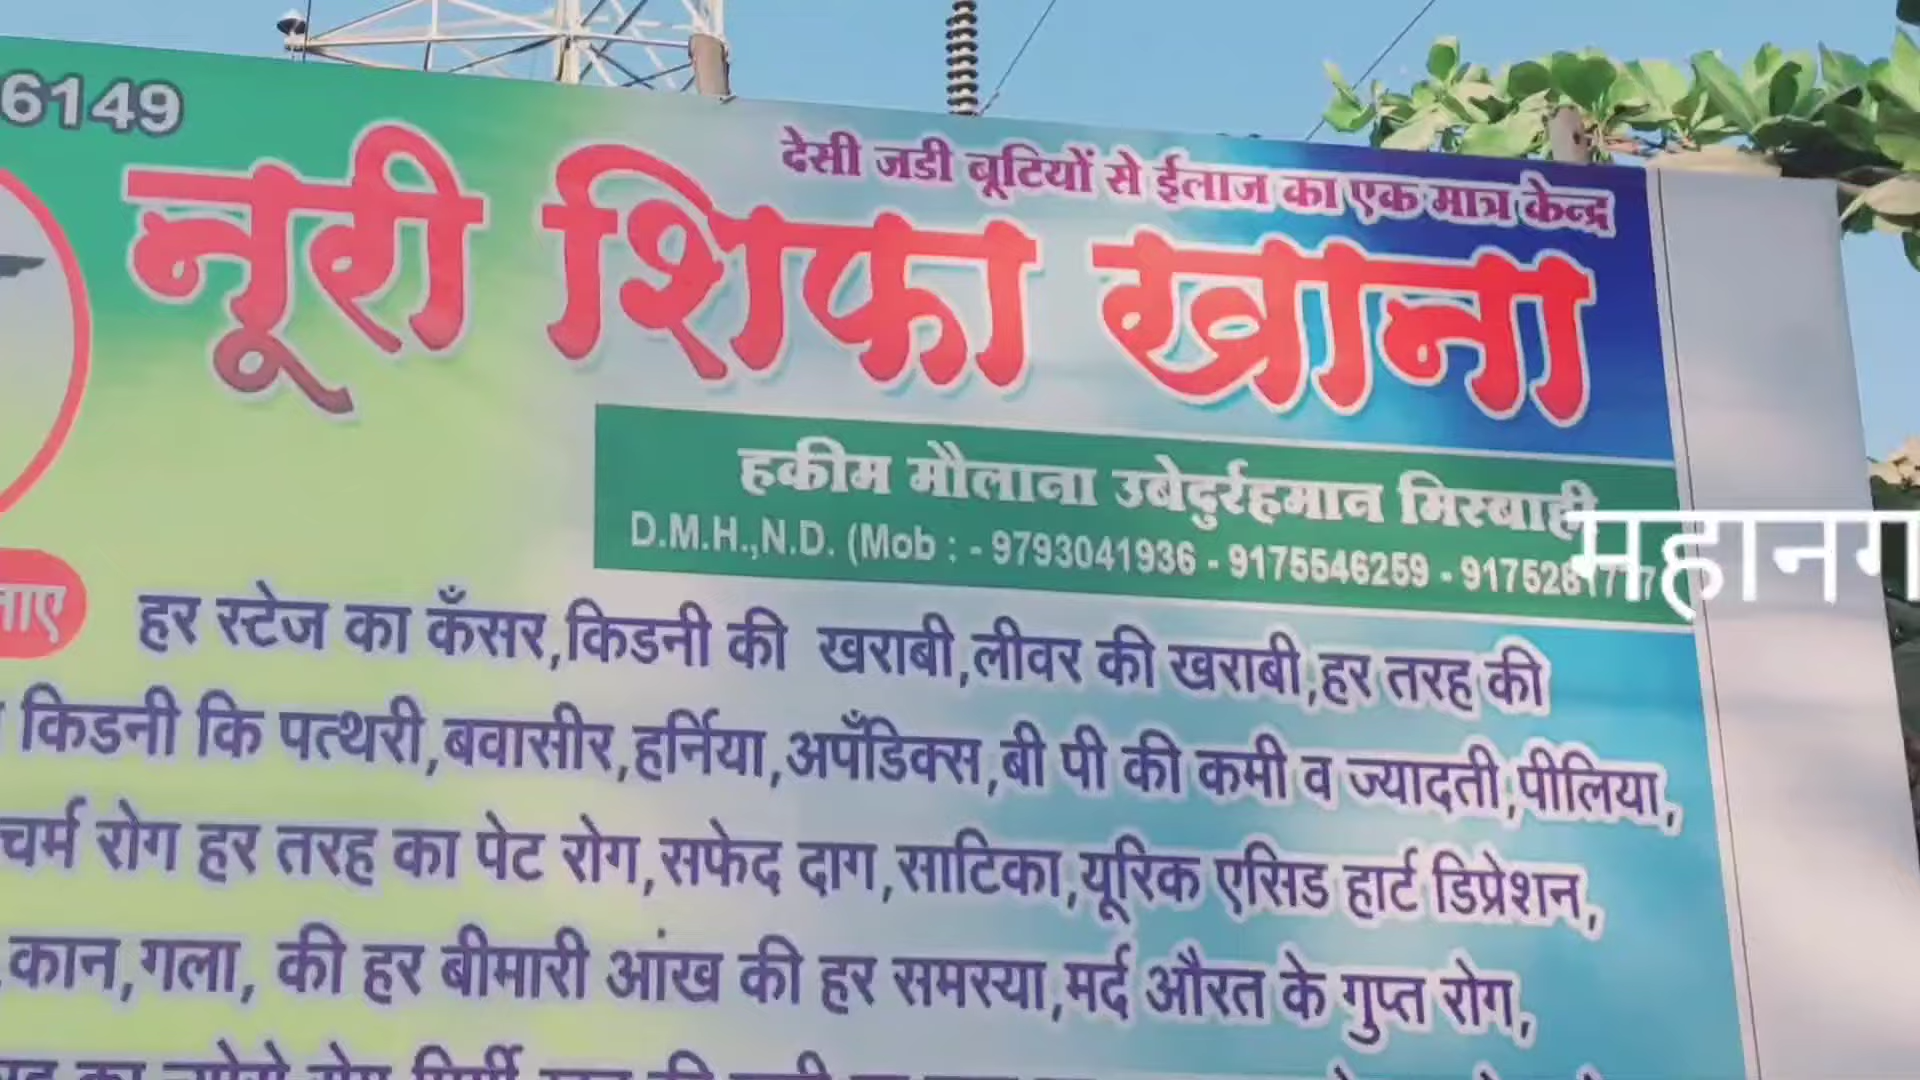 6149
देसी जडी बूटियों से ईलाज का एक मात्र केन्द्र
नूरी शिफा खाना
हकीम मौलाना उबेदुर्रहमान मिस्बाही
D.M.H.,N.D. (Mob : - 9793041936 - 9175546259 -
महानग
नाए
हर स्टेज का कँसर,किडनी की खराबी,लीवर की खराबी,हर तरह की
किडनी कि पत्थरी,बवासीर,हर्निया,अपँडिक्स,बी पी की कमी व ज्यादती,पीलिया,
चर्म रोग हर तरह का पेट रोग,सफेद दाग,साटिका,यूरिक एसिड हार्ट डिप्रेशन,
कान,गला, की हर बीमारी आंख की हर समस्या,मर्द औरत के गुप्त रोग,